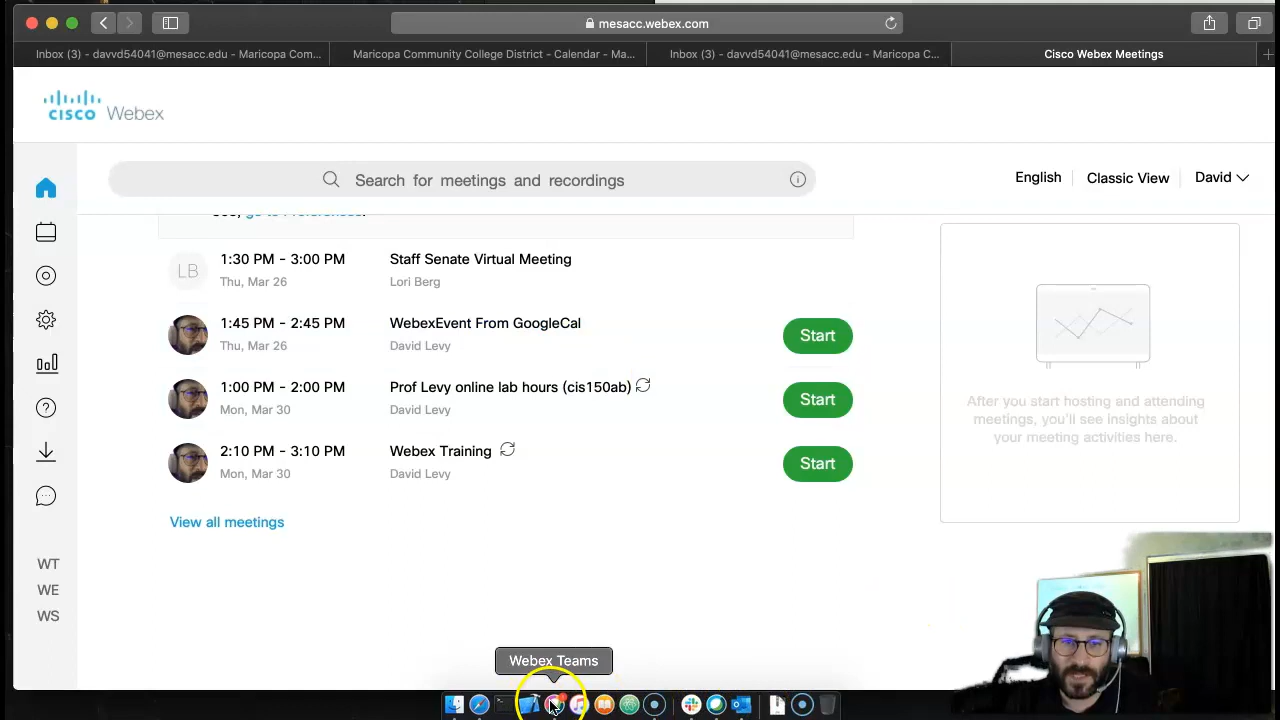 mesacc.webex.com
Inbox (3) - davvd54041@mesacc.edu - Maricopa Com...
Maricopa Community College District - Calendar - Ma...
Inbox (3) - davvd54041@mesacc.edu - Maricopa C...
Cisco Webex Meetings
cisco Webex
Search for meetings and recordings
English
Classic View
David
see, go to Preferences.
LB
1:30 PM - 3:00 PM
Staff Senate Virtual Meeting
Thu, Mar 26
Lori Berg
1:45 PM - 2:45 PM
WebexEvent From GoogleCal
Thu, Mar 26
David Levy
Start
1:00 PM - 2:00 PM
Prof Levy online lab hours (cis150ab)
Mon, Mar 30
David Levy
Start
2:10 PM - 3:10 PM
Webex Training
Mon, Mar 30
David Levy
Start
View all meetings
After you start hosting and attending
meetings, you'll see insights about
your meeting activities here.
WT
WE
WS
Webex Teams